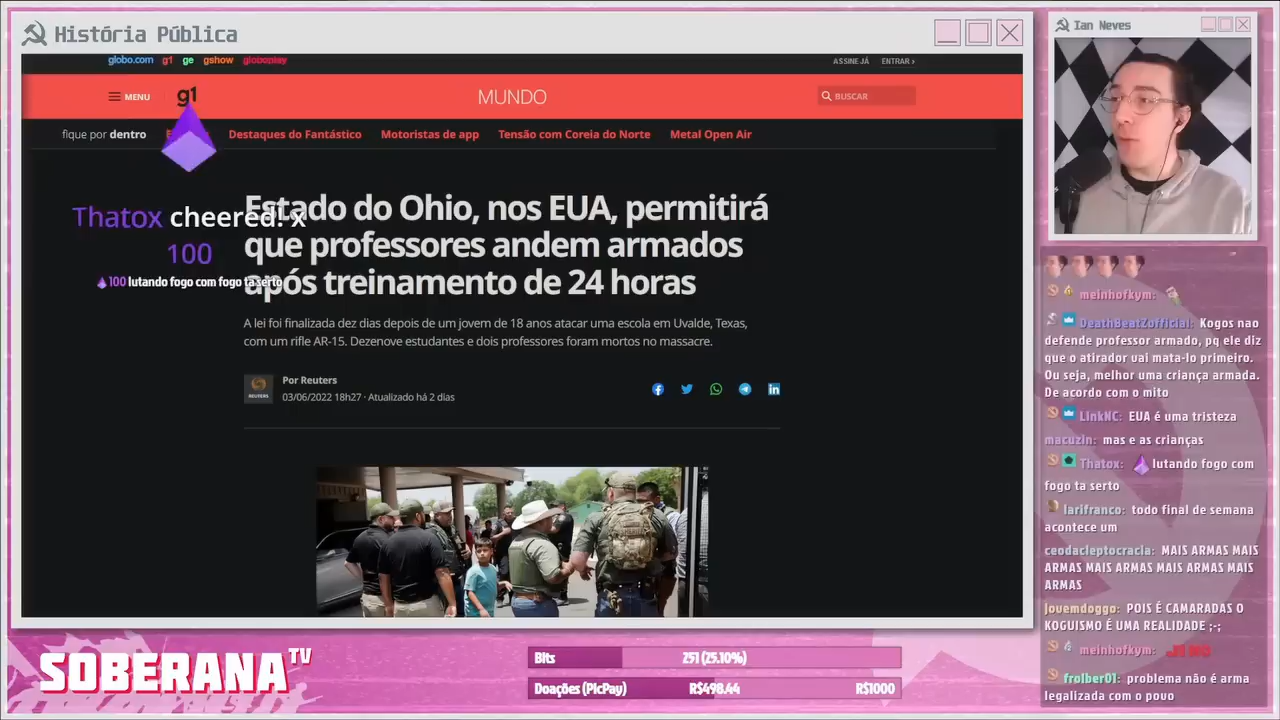 História Pública
globo.com g1 ge gshow globoplay
ASSINE JÁ ENTRAR ›
MENU g1 MUNDO BUSCAR
fique por dentro
Destaques do Fantástico Motoristas de app Tensão com Coreia do Norte Metal Open Air
Estado do Ohio, nos EUA, permitirá
que professores andem armados
após treinamento de 24 horas
Thatox cheered! x
100
100 lutando fogo com fogo ta serto
A lei foi finalizada dez dias depois de um jovem de 18 anos atacar uma escola em Uvalde, Texas,
com um rifle AR-15. Dezenove estudantes e dois professores foram mortos no massacre.
REUTERS
Por Reuters
03/06/2022 18h27 · Atualizado há 2 dias
SOBERANA TV
Bits 251 (25.10%)
Doações (PicPay) R$498.44 R$1000
Ian Neves
meinhofkym:
DeathBeatZofficial: Kogos nao
defende professor armado, pq ele diz
que o atirador vai mata-lo primeiro.
Ou seja, melhor uma criança armada.
De acordo com o mito
LinkNC: EUA é uma tristeza
macuzin: mas e as crianças
Thatox: lutando fogo com
fogo ta serto
larifranco: todo final de semana
acontece um
ceodacleptocracia: MAIS ARMAS MAIS
ARMAS MAIS ARMAS MAIS ARMAS MAIS
ARMAS
jovemdoggo: POIS É CAMARADAS O
KOGUISMO É UMA REALIDADE ;-;
meinhofkym:
frolber01: problema não é arma
legalizada com o povo